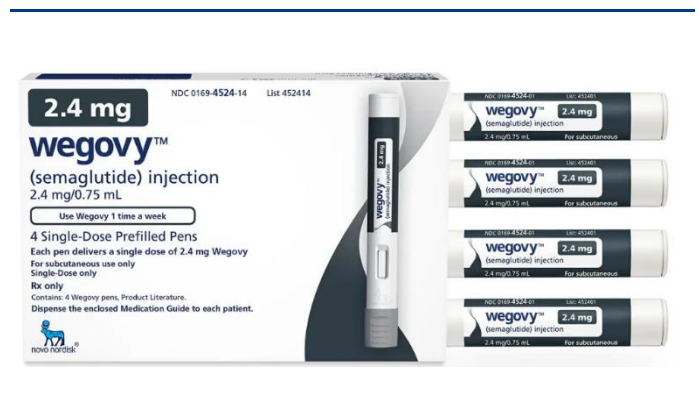 NDC 0169-4524-14 List 452414
2.4 mg
wegovy™
(semaglutide) injection
2.4 mg/0.75 mL
Use Wegovy 1 time a week
4 Single-Dose Prefilled Pens
Each pen delivers a single dose of 2.4 mg Wegovy
For subcutaneous use only
Single-Dose only
Rx only
Contains: 4 Wegovy pens, Product Literature.
Dispense the enclosed Medication Guide to each patient.
novo nordisk®
2.4 mg
wegovy™
(semaglutide) injection
NDC 0169-4524-01 List: 452401
wegovy™ 2.4 mg
(semaglutide) injection
2.4 mg/0.75 mL For subcutaneous
NDC 0169-4524-01 List: 452401
wegovy™ 2.4 mg
(semaglutide) injection
2.4 mg/0.75 mL For subcutaneous
NDC 0169-4524-01 List: 452401
wegovy™ 2.4 mg
(semaglutide) injection
2.4 mg/0.75 mL For subcutaneous
NDC 0169-4524-01 List: 452401
wegovy™ 2.4 mg
(semaglutide) injection
2.4 mg/0.75 mL For subcutaneous